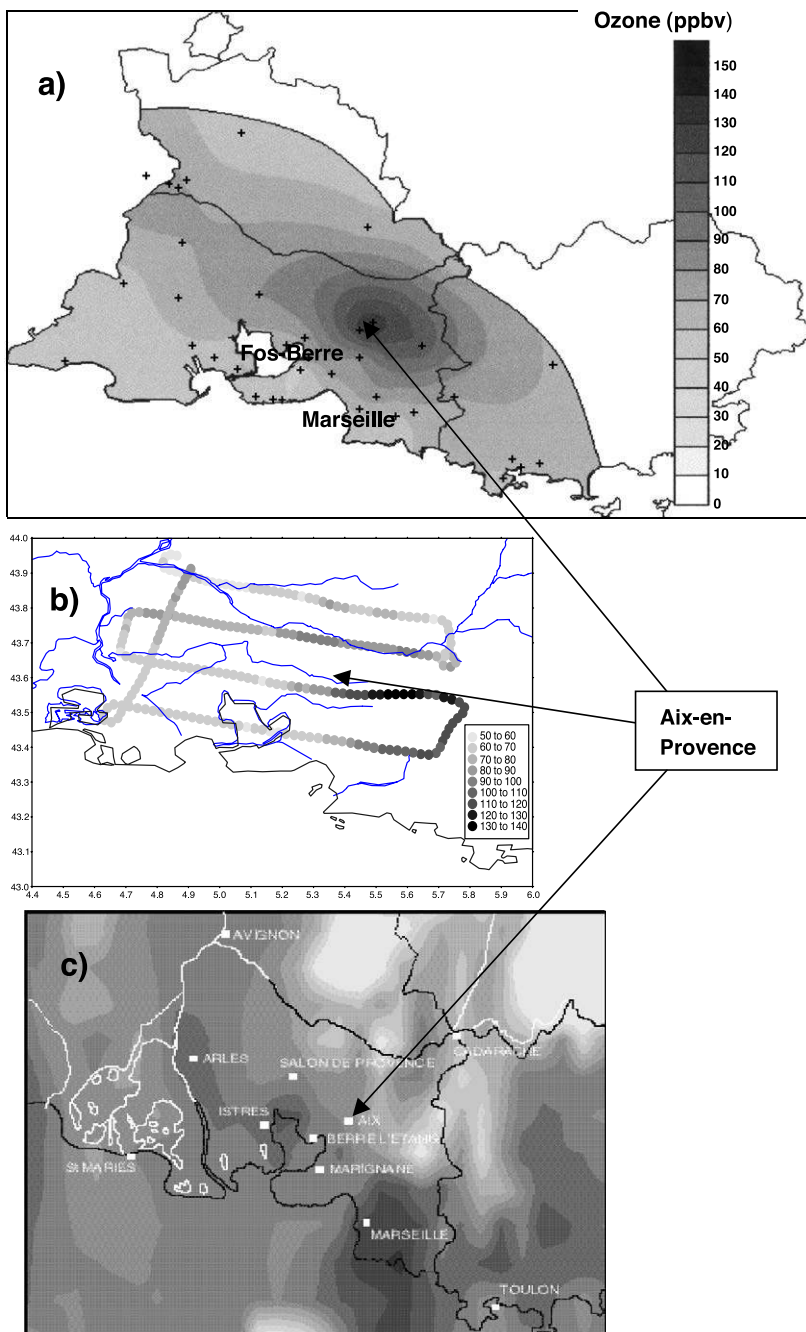 Ozone (ppbv)
a)
150
140
130
120
110
100
90
80
70
60
50
40
30
20
10
0
Fos-Berre
Marseille
44.0
43.9
43.8
43.7
43.6
43.5
43.4
43.3
43.2
43.1
43.0
b)
50 to 60
60 to 70
70 to 80
80 to 90
90 to 100
100 to 110
110 to 120
120 to 130
130 to 140
4.4 4.5 4.6 4.7 4.8 4.9 5.0 5.1 5.2 5.3 5.4 5.5 5.6 5.7 5.8 5.9 6.0
Aix-en-
Provence
c)
AVIGNON
CADARACHE
ARLES
SALON DE PROVENCE
ISTRES
AIX
BERRE L'ETANG
St MARIES
MARIGNANE
MARSEILLE
TOULON